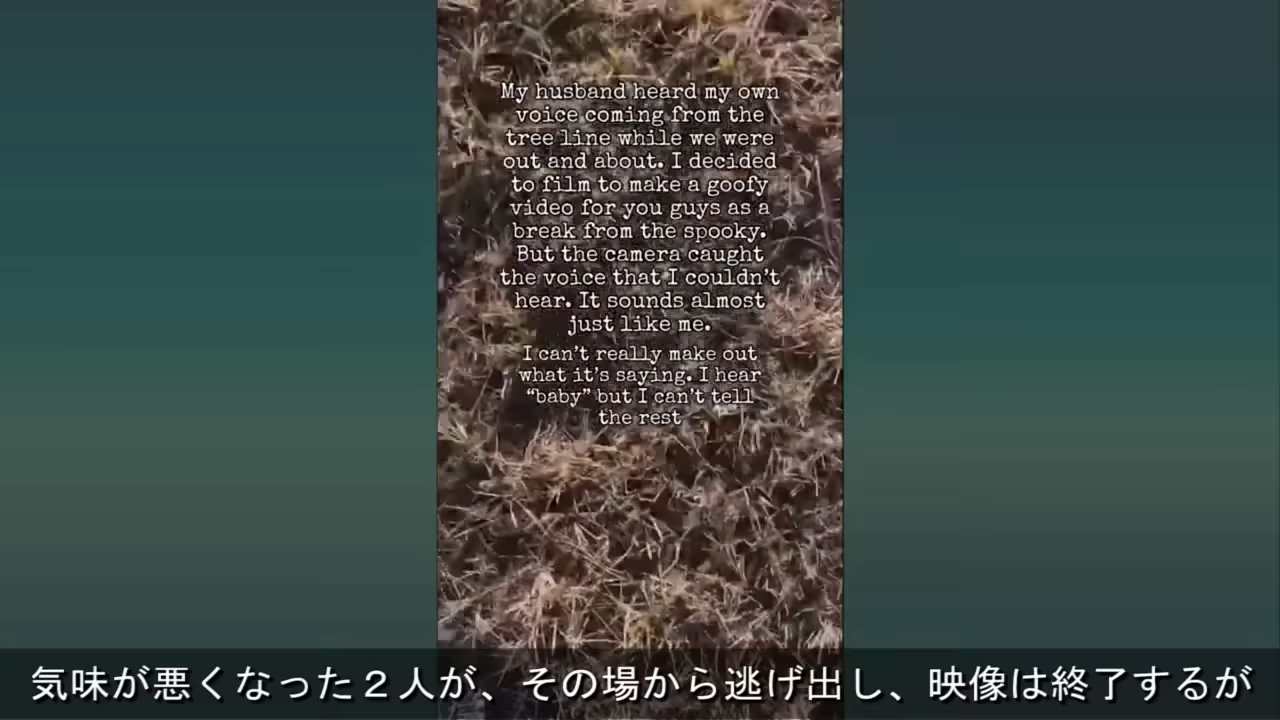 My husband heard my own
voice coming from the
tree line while we were
out and about. I decided
to film to make a goofy
video for you guys as a
break from the spooky.
But the camera caught
the voice that I couldn't
hear. It sounds almost
just like me.
I can't really make out
what it's saying. I hear
"baby" but I can't tell
the rest
気味が悪くなった２人が、その場から逃げ出し、映像は終了するが